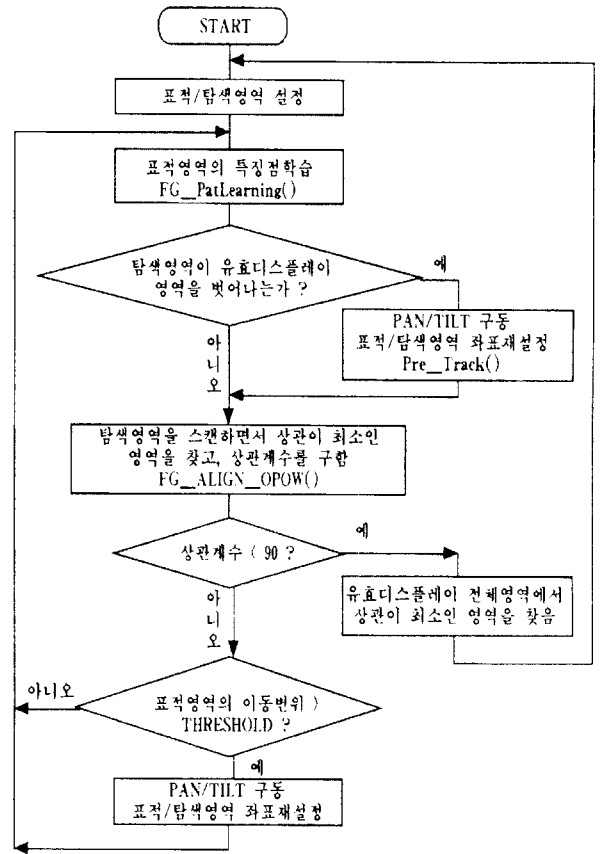 START
표적/탐색영역 설정
표적영역의 특징점학습
FG__PatLearning()
탐색영역이 유효디스플레이
영역을 벗어나는가 ?
예
PAN/TILT 구동
표적/탐색영역 좌표재설정
Pre__Track()
아
니
오
탐색영역을 스캔하면서 상관이 최소인
영역을 찾고, 상관계수를 구함
FG__ALIGN__OPOW()
상관계수 < 90 ?
예
유효디스플레이 전체영역에서
상관이 최소인 영역을 찾음
아
니
오
표적영역의 이동변위 >
THRESHOLD ?
아니오
예
PAN/TILT 구동
표적/탐색영역 좌표재설정